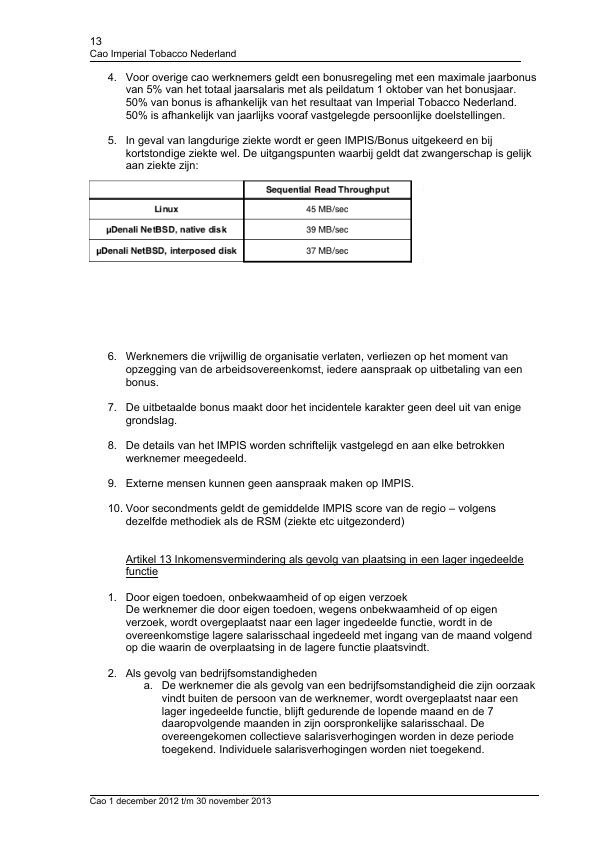 13
Cao Imperial Tobacco Nederland
4. Voor overige cao werknemers geldt een bonusregeling met een maximale jaarbonus
van 5% van het totaal jaarsalaris met als peildatum 1 oktober van het bonusjaar.
50% van bonus is afhankelijk van het resultaat van Imperial Tobacco Nederland.
50% is afhankelijk van jaarlijks vooraf vastgelegde persoonlijke doelstellingen.
5. In geval van langdurige ziekte wordt er geen IMPIS/Bonus uitgekeerd en bij
kortstondige ziekte wel. De uitgangspunten waarbij geldt dat zwangerschap is gelijk
aan ziekte zijn:
Sequential Read Throughput
Linux 45 MB/sec
µDenali NetBSD, native disk 39 MB/sec
µDenali NetBSD, interposed disk 37 MB/sec
6. Werknemers die vrijwillig de organisatie verlaten, verliezen op het moment van
opzegging van de arbeidsovereenkomst, iedere aanspraak op uitbetaling van een
bonus.
7. De uitbetaalde bonus maakt door het incidentele karakter geen deel uit van enige
grondslag.
8. De details van het IMPIS worden schriftelijk vastgelegd en aan elke betrokken
werknemer meegedeeld.
9. Externe mensen kunnen geen aanspraak maken op IMPIS.
10. Voor secondments geldt de gemiddelde IMPIS score van de regio – volgens
dezelfde methodiek als de RSM (ziekte etc uitgezonderd)
Artikel 13 Inkomensvermindering als gevolg van plaatsing in een lager ingedeelde
functie
1. Door eigen toedoen, onbekwaamheid of op eigen verzoek
De werknemer die door eigen toedoen, wegens onbekwaamheid of op eigen
verzoek, wordt overgeplaatst naar een lager ingedeelde functie, wordt in de
overeenkomstige lagere salarisschaal ingedeeld met ingang van de maand volgend
op die waarin de overplaatsing in de lagere functie plaatsvindt.
2. Als gevolg van bedrijfsomstandigheden
a. De werknemer die als gevolg van een bedrijfsomstandigheid die zijn oorzaak
vindt buiten de persoon van de werknemer, wordt overgeplaatst naar een
lager ingedeelde functie, blijft gedurende de lopende maand en de 7
daaropvolgende maanden in zijn oorspronkelijke salarisschaal. De
overeengekomen collectieve salarisverhogingen worden in deze periode
toegekend. Individuele salarisverhogingen worden niet toegekend.
Cao 1 december 2012 t/m 30 november 2013